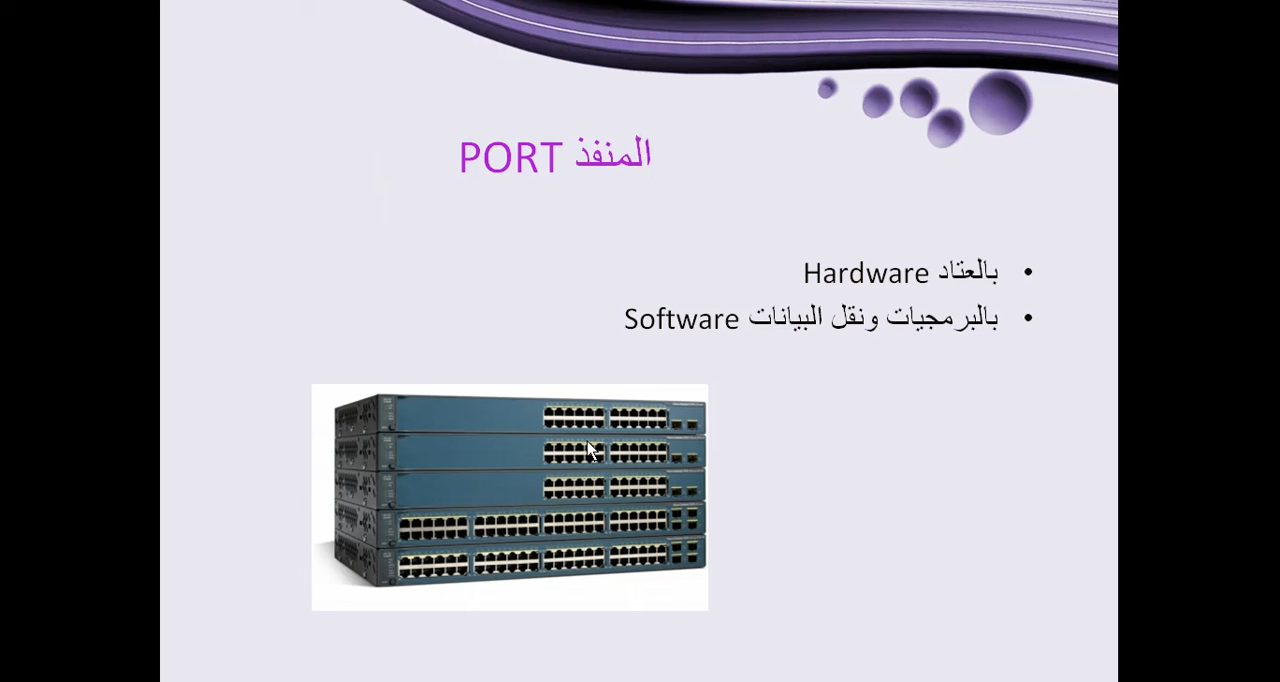 المنفذ PORT
• بالعتاد Hardware
• بالبرمجيات ونقل البيانات Software